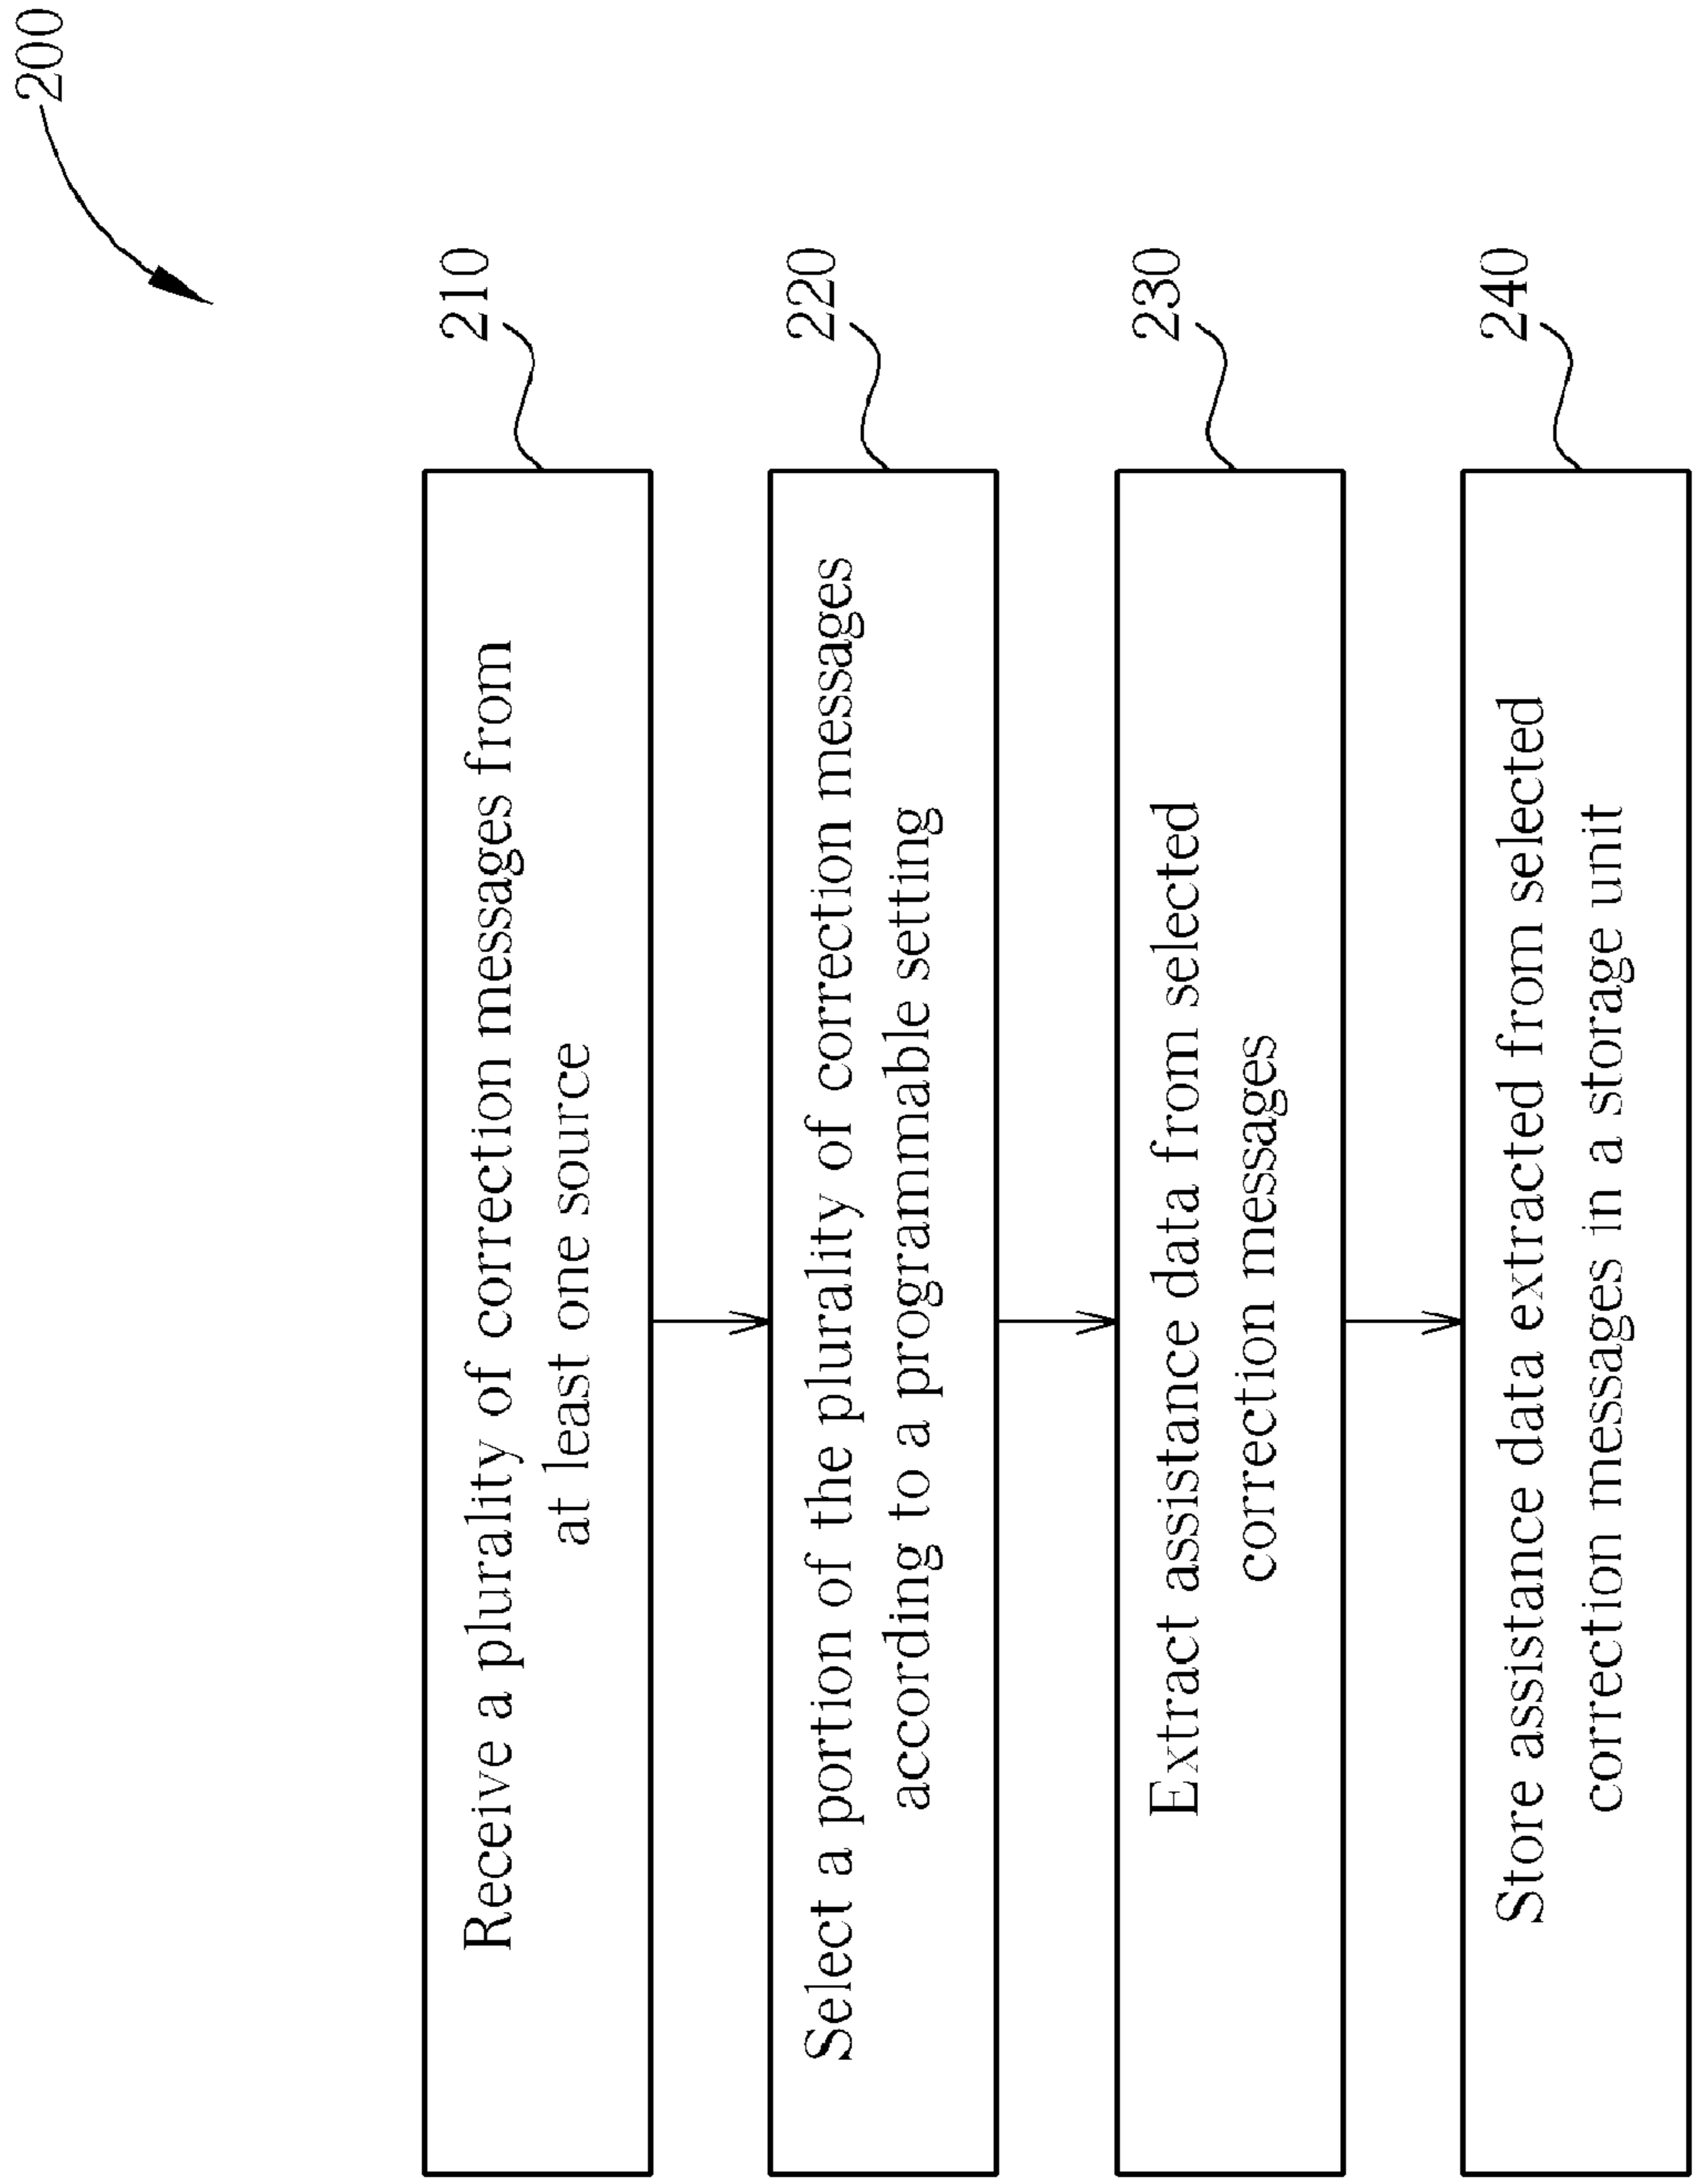 200
210
Receive a plurality of correction messages from
at least one source
220
Select a portion of the plurality of correction messages
according to a programmable setting
230
Extract assistance data from selected
correction messages
240
Store assistance data extracted from selected
correction messages in a storage unit